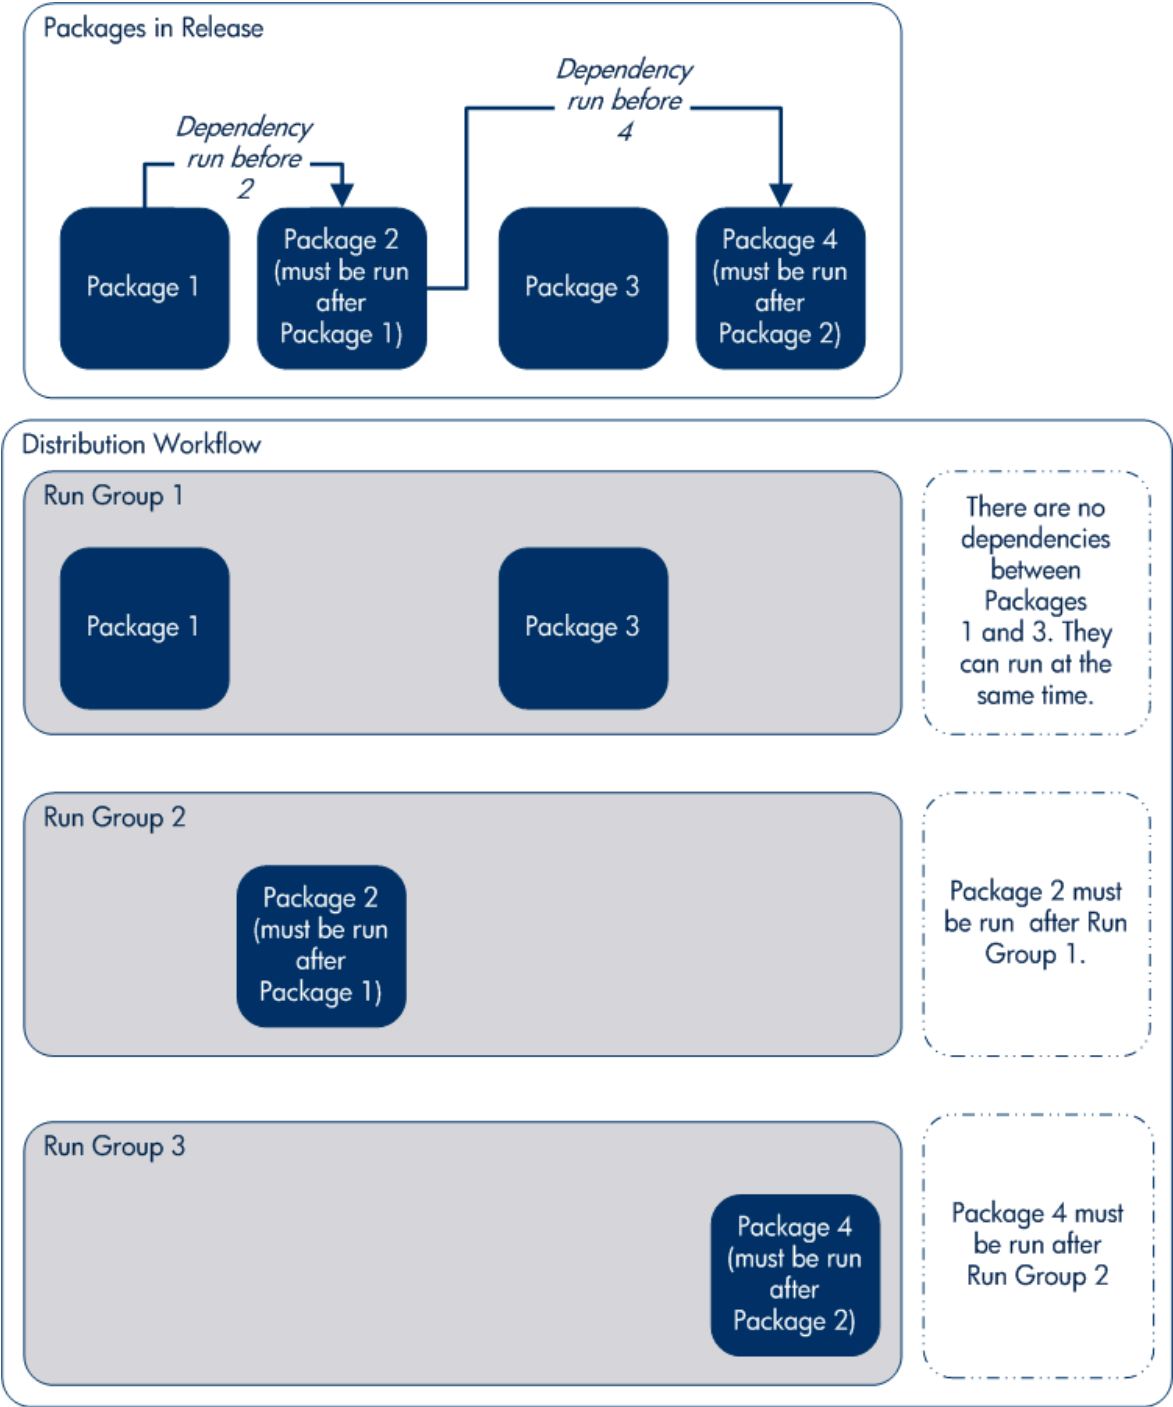 Packages in Release
Dependency
run before
2
Dependency
run before
4
Package 1
Package 2
(must be run
after
Package 1)
Package 3
Package 4
(must be run
after
Package 2)
Distribution Workflow
Run Group 1
Package 1
Package 3
There are no
dependencies
between
Packages
1 and 3. They
can run at the
same time.
Run Group 2
Package 2
(must be run
after
Package 1)
Package 2 must
be run after Run
Group 1.
Run Group 3
Package 4
(must be run
after
Package 2)
Package 4 must
be run after
Run Group 2